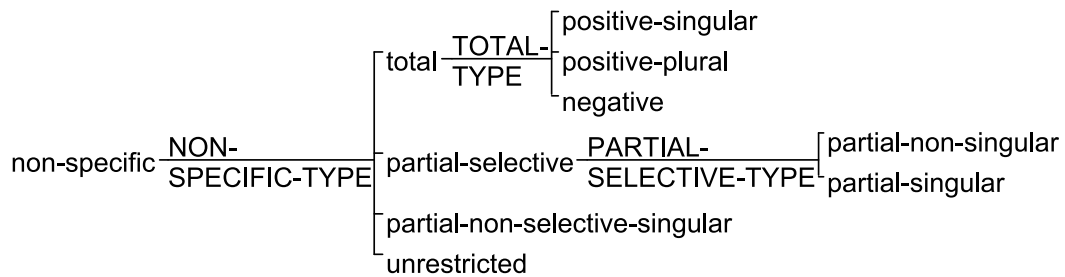 positive-singular
total TOTAL-
TYPE positive-plural
negative
non-specific NON-
SPECIFIC-TYPE
partial-selective PARTIAL-
SELECTIVE-TYPE
partial-non-singular
partial-singular
partial-non-selective-singular
unrestricted